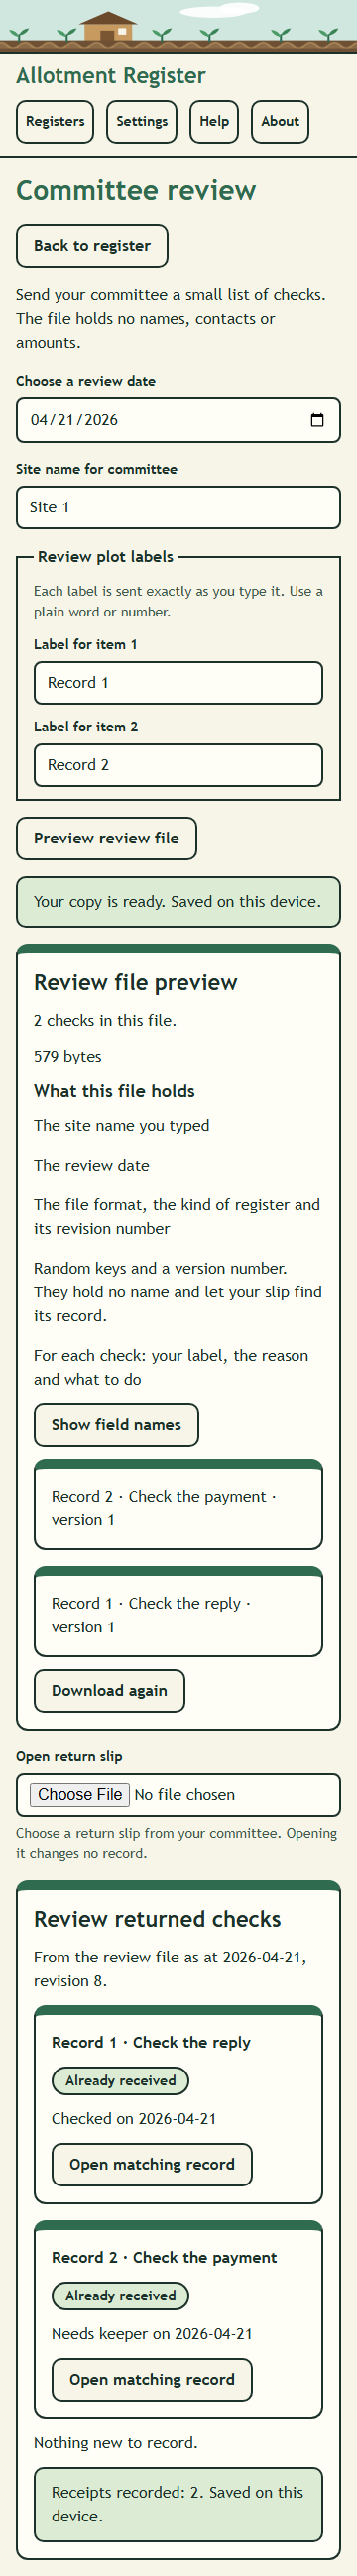 Allotment Register
Registers
Settings
Help
About
Committee review
Back to register
Send your committee a small list of checks.
The file holds no names, contacts or
amounts.
Choose a review date
04/21/2026
Site name for committee
Site 1
Review plot labels
Each label is sent exactly as you type it. Use a
plain word or number.
Label for item 1
Record 1
Label for item 2
Record 2
Preview review file
Your copy is ready. Saved on this device.
Review file preview
2 checks in this file.
579 bytes
What this file holds
The site name you typed
The review date
The file format, the kind of register and
its revision number
Random keys and a version number.
They hold no name and let your slip find
its record.
For each check: your label, the reason
and what to do
Show field names
Record 2 · Check the payment ·
version 1
Record 1 · Check the reply ·
version 1
Download again
Open return slip
Choose File No file chosen
Choose a return slip from your committee. Opening
it changes no record.
Review returned checks
From the review file as at 2026-04-21,
revision 8.
Record 1 · Check the reply
Already received
Checked on 2026-04-21
Open matching record
Record 2 · Check the payment
Already received
Needs keeper on 2026-04-21
Open matching record
Nothing new to record.
Receipts recorded: 2. Saved on this
device.